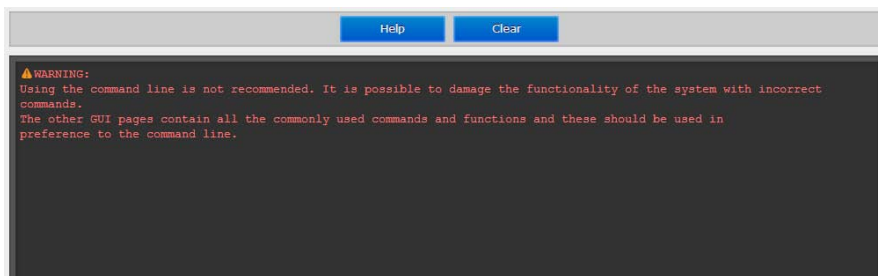 Help Clear
WARNING:
Using the command line is not recommended. It is possible to damage the functionality of the system with incorrect
commands.
The other GUI pages contain all the commonly used commands and functions and these should be used in
preference to the command line.